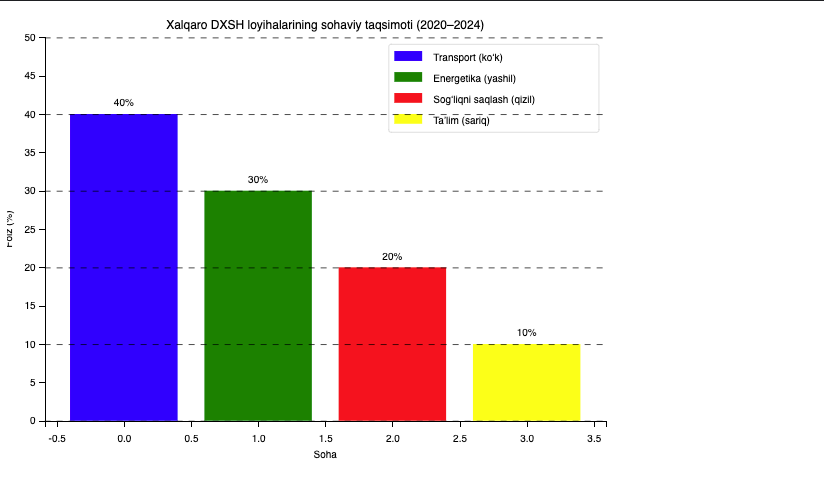 Xalqaro DXSH loyihalarining sohaviy taqsimoti (2020–2024)
50
45
40
35
30
25
20
15
10
5
0
Foiz (%)
Transport (ko'k)
Energetika (yashil)
Sog'liqni saqlash (qizil)
Ta'lim (sariq)
40%
30%
20%
10%
-0.5 0.0 0.5 1.0 1.5 2.0 2.5 3.0 3.5
Soha